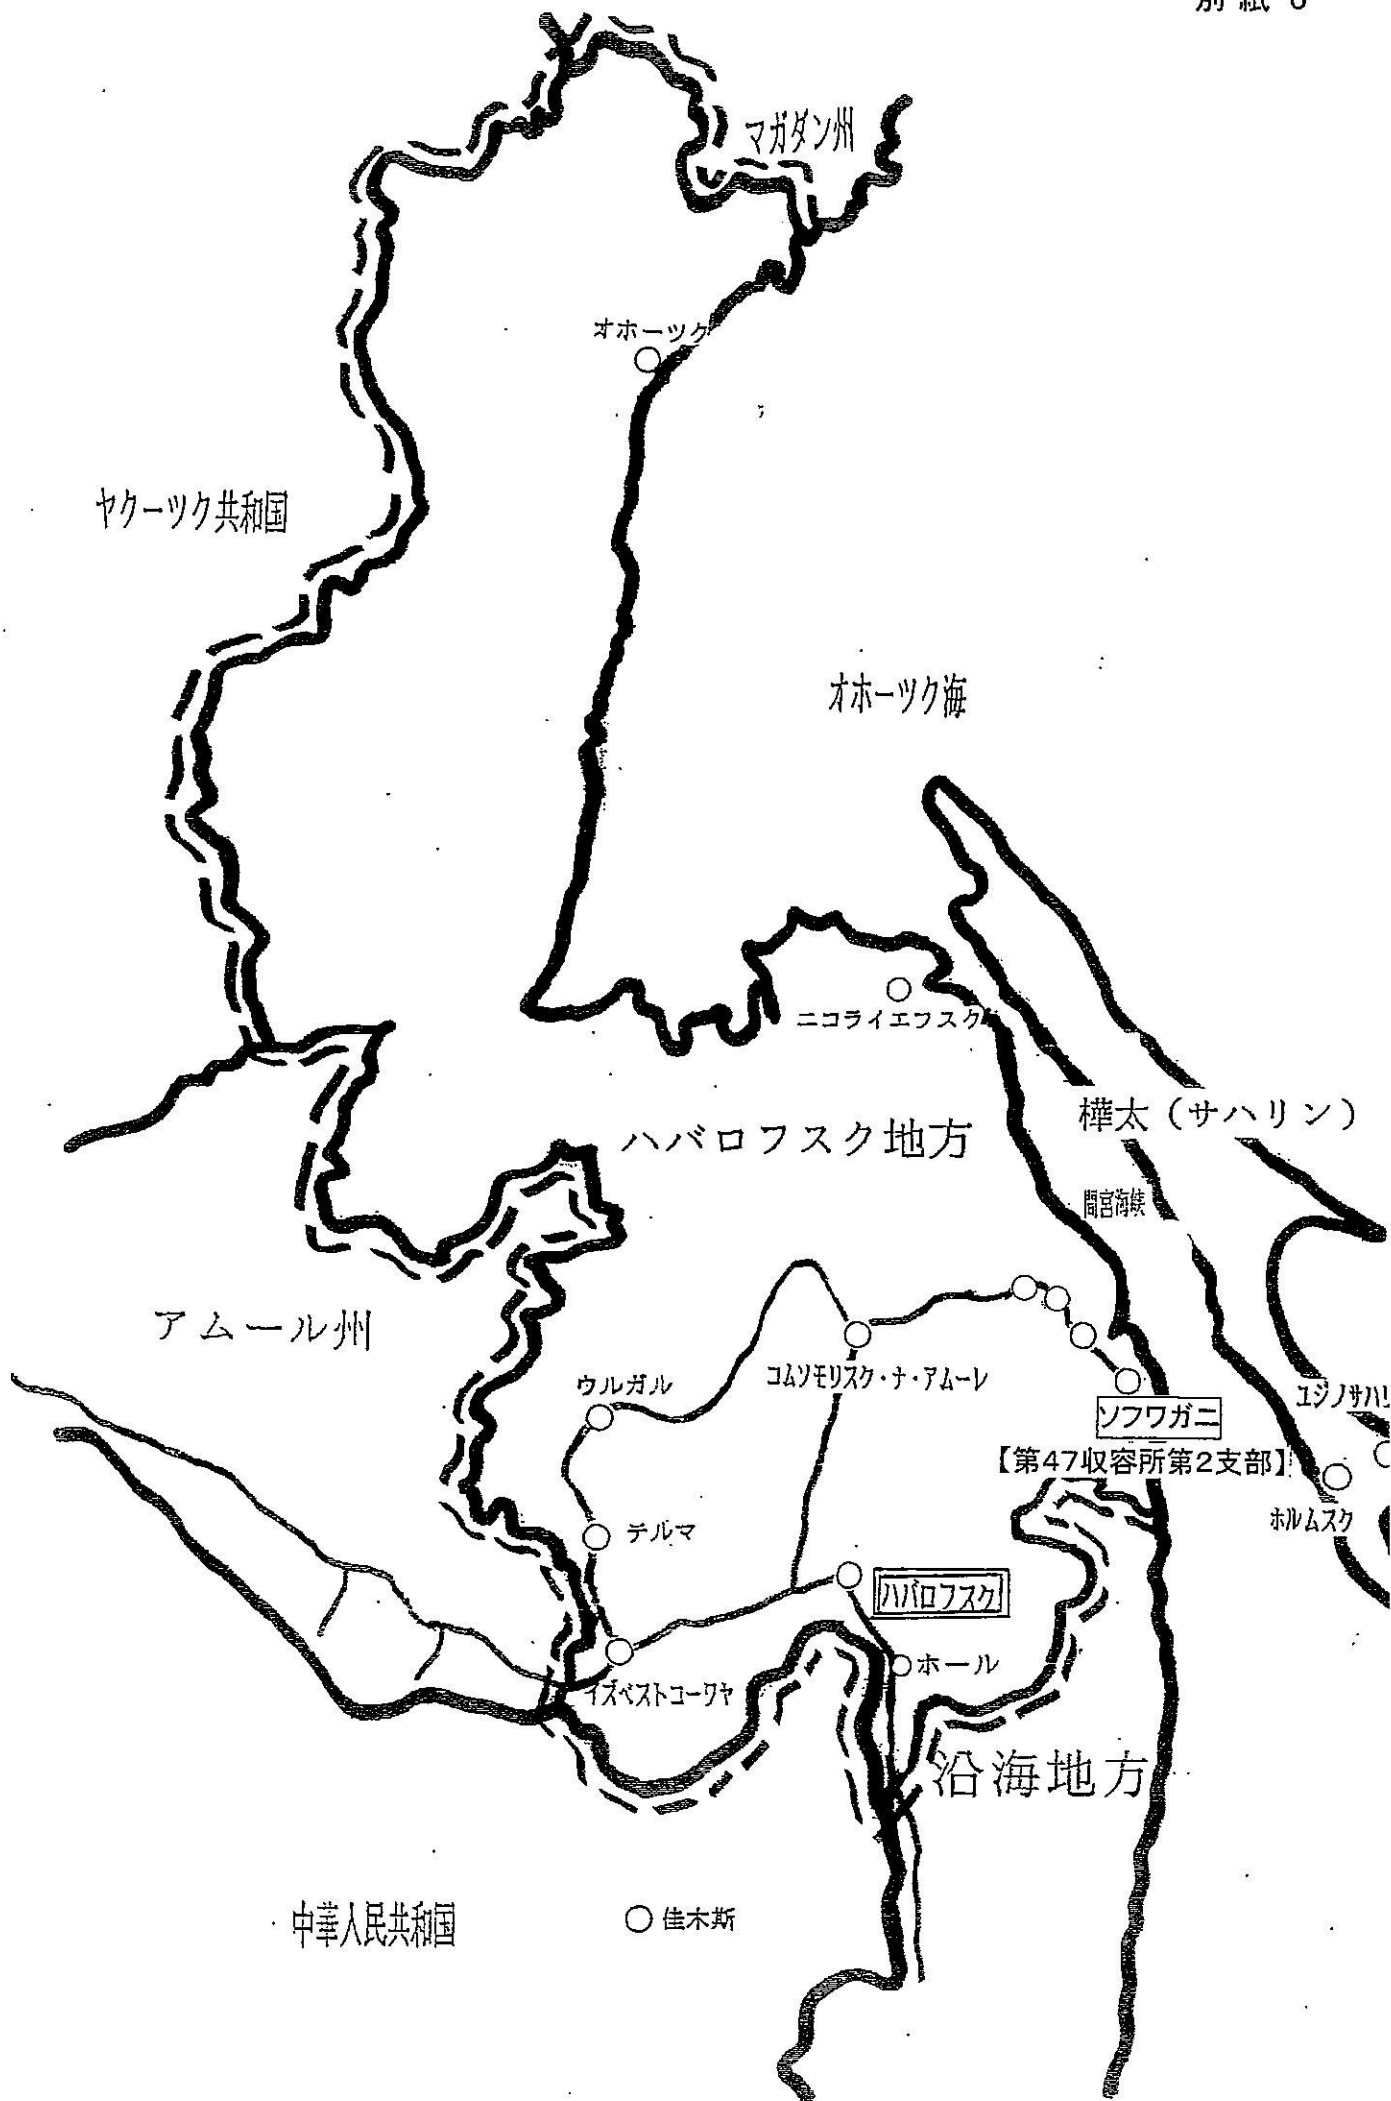 別紙
マガダン州
オホーツク
ヤクーツク共和国
オホーツク海
ニコライエフスク
樺太（サハリン）
ハバロフスク地方
間宮海峡
アムール州
コムソモリスク・ナ・アムーレ
ウルガル
ユジノサハリ
ソフワガニ
【第47収容所第2支部】
ホルムスク
テルマ
ハバロフスク
ホール
イズベストコーワヤ
沿海地方
中華人民共和国
佳木斯